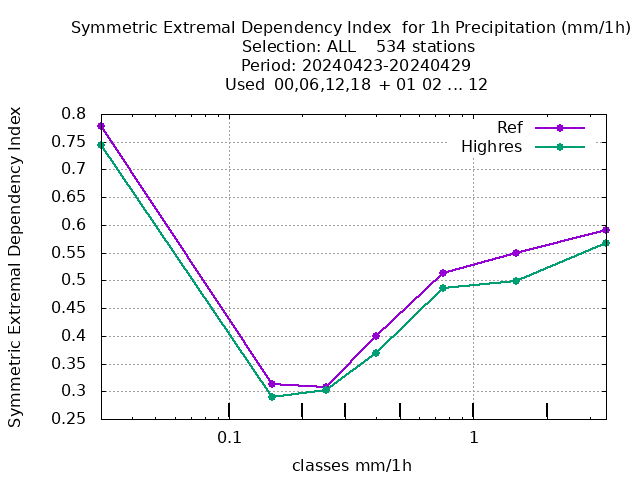 Symmetric Extremal Dependency Index  for 1h Precipitation (mm/1h)
Selection: ALL    534 stations
Period: 20240423-20240429
Used  00,06,12,18  + 01 02 ... 12
Symmetric Extremal Dependency Index
0.8
0.75
0.7
0.65
0.6
0.55
0.5
0.45
0.4
0.35
0.3
0.25
Ref
Highres
0.1
1
classes mm/1h